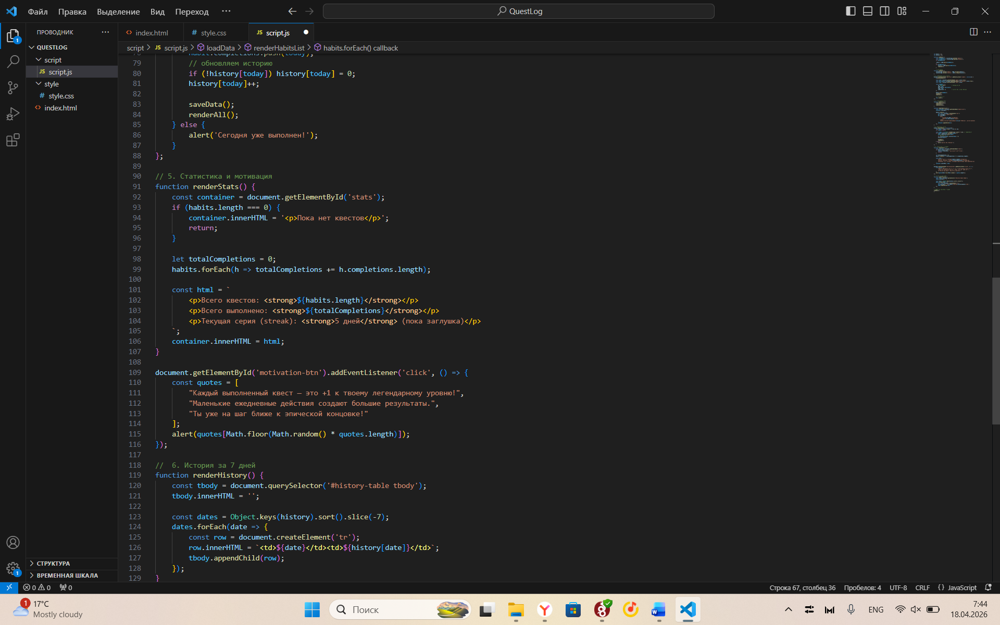 Файл Правка Выделение Вид Переход ··· QuestLog
ПРОВОДНИК ···
QUESTLOG
script
JS script.js
style
# style.css
<> index.html
СТРУКТУРА
ВРЕМЕННАЯ ШКАЛА
<> index.html # style.css JS script.js
script > JS script.js > loadData > renderHabitsList > habits.forEach() callback
79 // обновляем историю
80 if (!history[today]) history[today] = 0;
81 history[today]++;
82
83 saveData();
84 renderAll();
85 } else {
86 alert('Сегодня уже выполнен!');
87 }
88 };
89
90 // 5. Статистика и мотивация
91 function renderStats() {
92 const container = document.getElementById('stats');
93 if (habits.length === 0) {
94 container.innerHTML = '<p>Пока нет квестов</p>';
95 return;
96 }
97
98 let totalCompletions = 0;
99 habits.forEach(h => totalCompletions += h.completions.length);
100
101 const html = `
102 <p>Всего квестов: <strong>${habits.length}</strong></p>
103 <p>Всего выполнено: <strong>${totalCompletions}</strong></p>
104 <p>Текущая серия (streak): <strong>5 дней</strong> (пока заглушка)</p>
105 `;
106 container.innerHTML = html;
107 }
108
109 document.getElementById('motivation-btn').addEventListener('click', () => {
110 const quotes = [
111 "Каждый выполненный квест — это +1 к твоему легендарному уровню!",
112 "Маленькие ежедневные действия создают большие результаты.",
113 "Ты уже на шаг ближе к эпической концовке!"
114 ];
115 alert(quotes[Math.floor(Math.random() * quotes.length)]);
116 });
117
118 // 6. История за 7 дней
119 function renderHistory() {
120 const tbody = document.querySelector('#history-table tbody');
121 tbody.innerHTML = '';
122
123 const dates = Object.keys(history).sort().slice(-7);
124 dates.forEach(date => {
125 const row = document.createElement('tr');
126 row.innerHTML = `<td>${date}</td><td>${history[date]}</td>`;
127 tbody.appendChild(row);
128 });
129 }
0 0 0 Строка 67, столбец 36 Пробелов: 4 UTF-8 CRLF {} JavaScript
1 17°C
Mostly cloudy
Поиск
ENG
7:44
18.04.2026